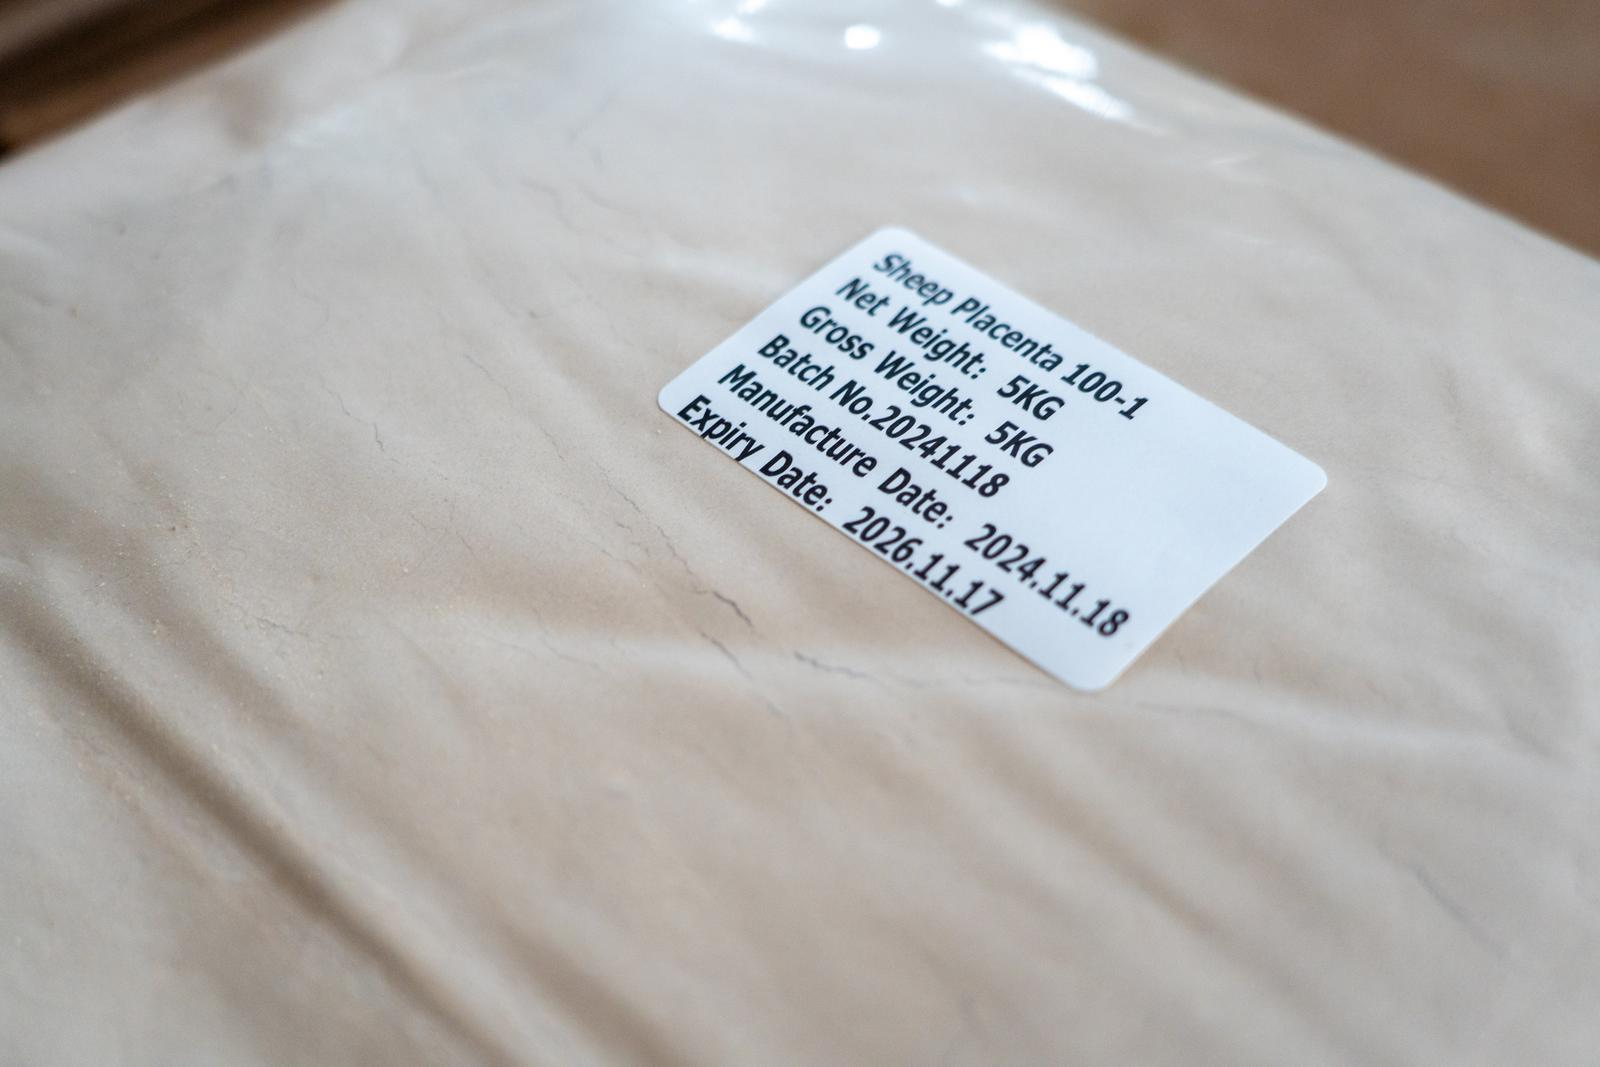 Sheep Placenta 100-1
Net Weight: 5KG
Gross Weight: 5KG
Batch No.20241118
Manufacture Date: 2024.11.18
Expiry Date: 2026.11.17